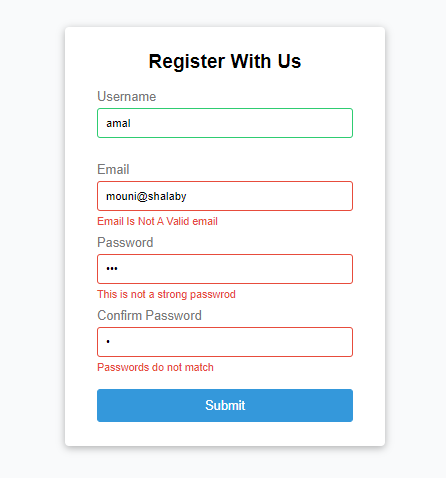 Register With Us
Username
amal
Email
mouni@shalaby
Email Is Not A Valid email
Password
•••
This is not a strong passwrod
Confirm Password
•
Passwords do not match
Submit